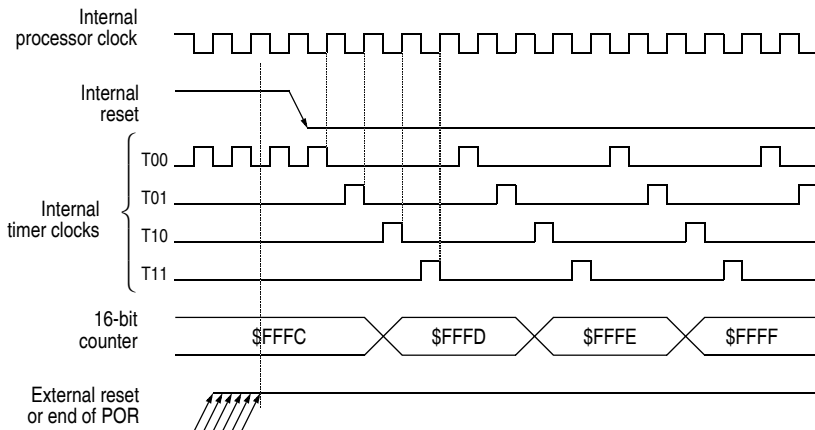 Internal
processor clock
Internal
reset
T00
T01
Internal
timer clocks
T10
T11
16-bit
counter
$FFFC
$FFFD
$FFFE
$FFFF
External reset
or end of POR